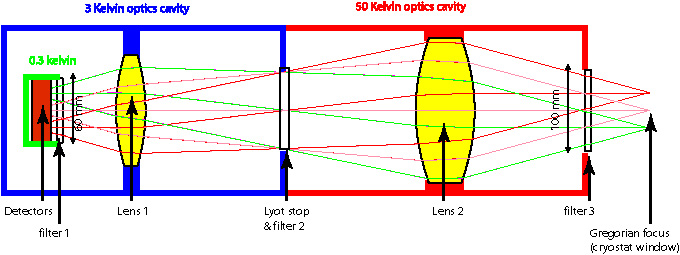 3 Kelvin optics cavity
50 Kelvin optics cavity
0.3 kelvin
60 mm
100 mm
Detectors
filter 1
Lens 1
Lyot stop
& filter 2
Lens 2
filter 3
Gregorian focus
(cryostat window)